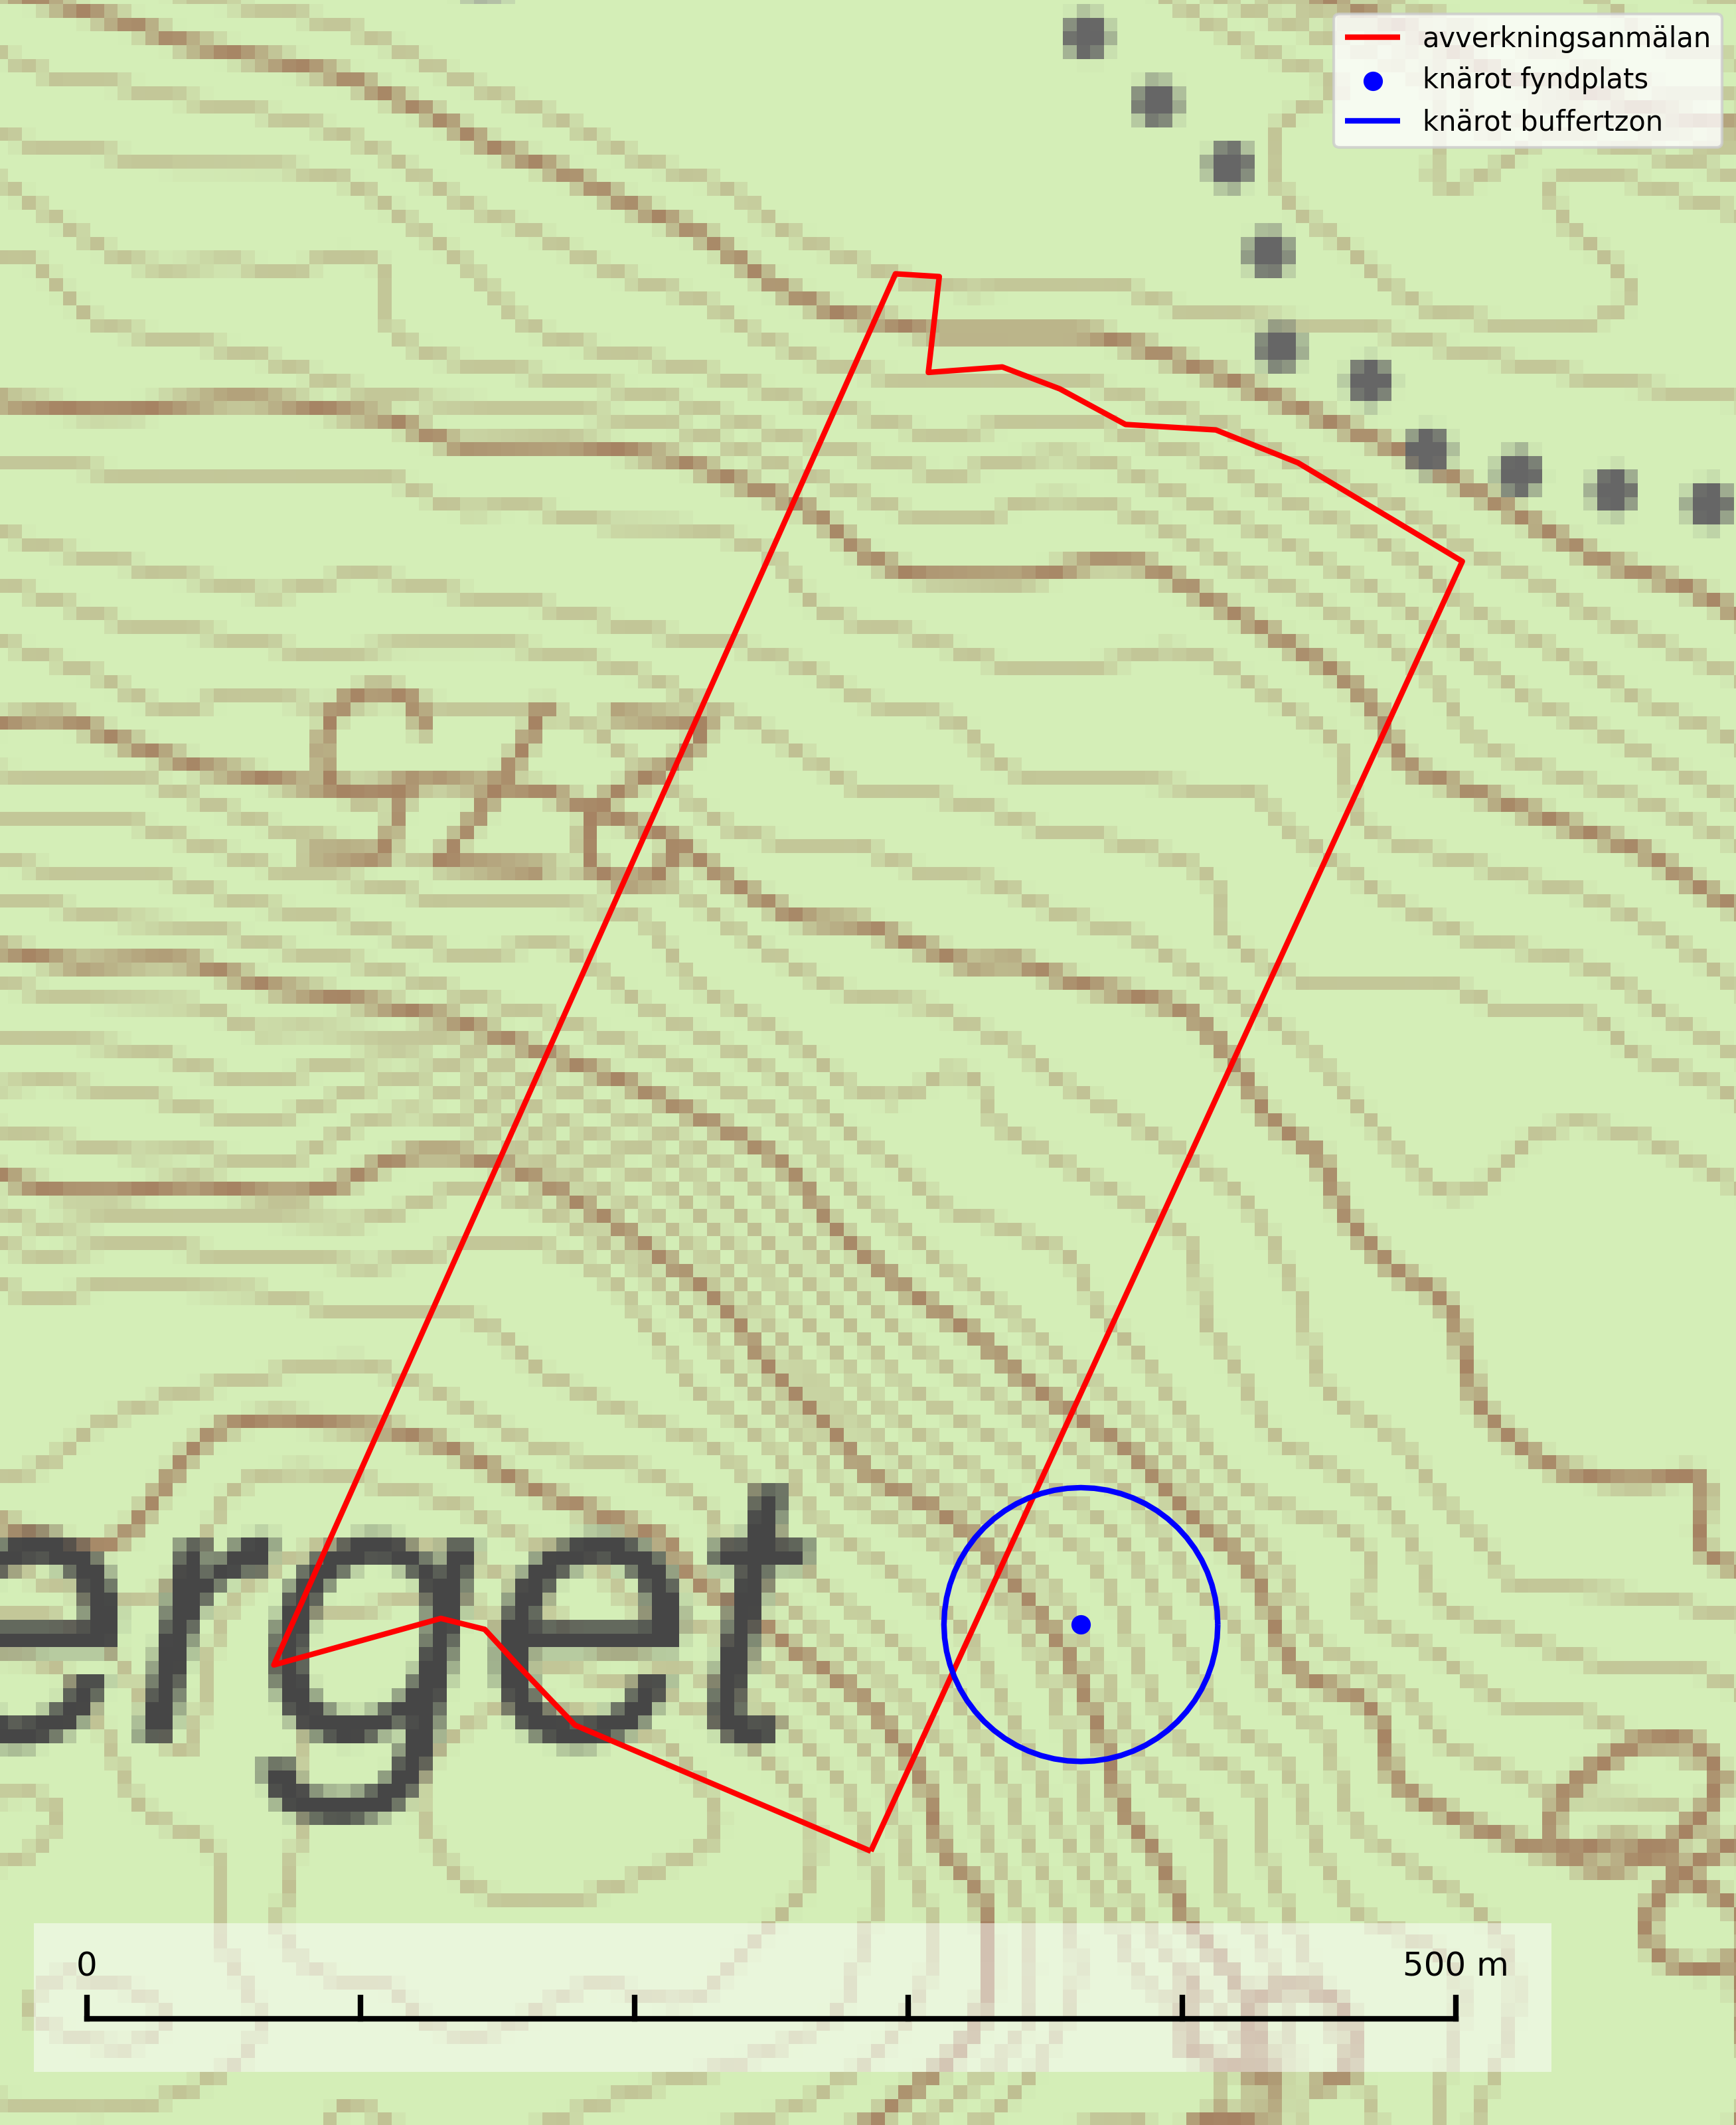 avverkningsanmälan
knärot fyndplats
knärot buffertzon
erget
0 500 m